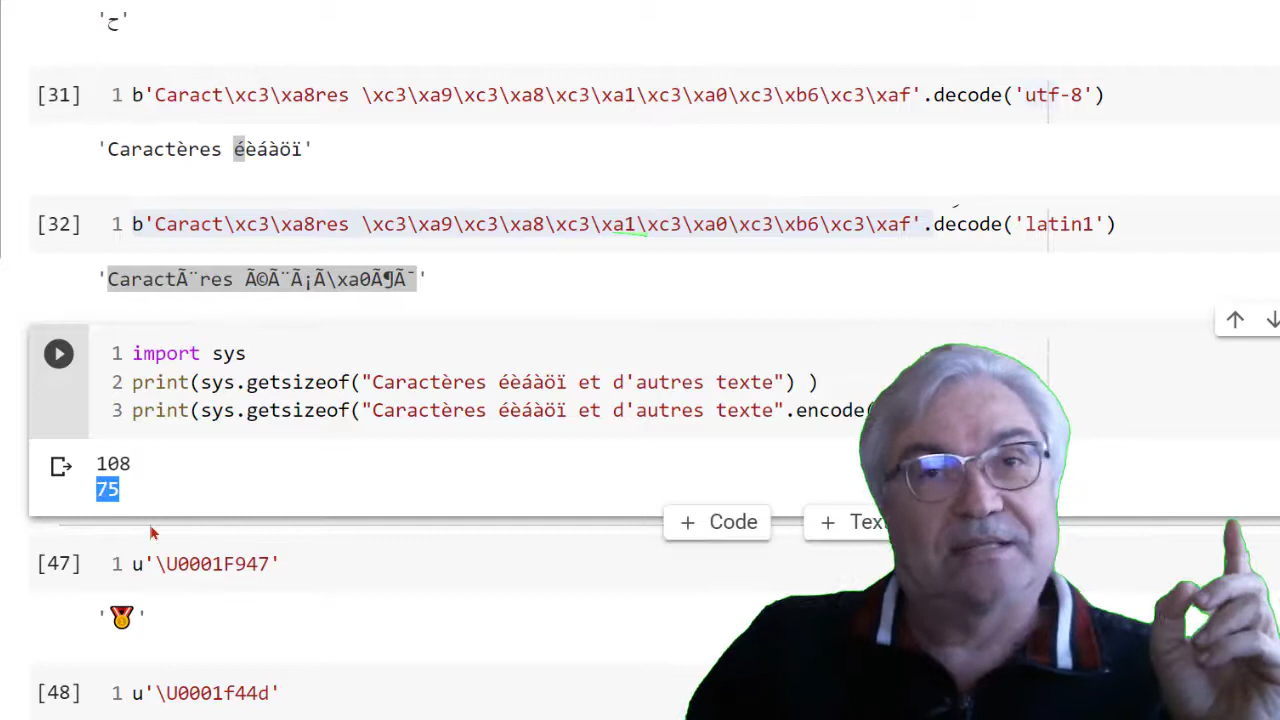 'ح'
[31] 1 b'Caract\xc3\xa8res \xc3\xa9\xc3\xa8\xc3\xa1\xc3\xa0\xc3\xb6\xc3\xaf'.decode('utf-8')
'Caractères éèáàöï'
[32] 1 b'Caract\xc3\xa8res \xc3\xa9\xc3\xa8\xc3\xa1\xc3\xa0\xc3\xb6\xc3\xaf'.decode('latin1')
'CaractÃ¨res Ã©Ã¨Ã¡Ã\xa0Ã¶Ã¯'
1 import sys
2 print(sys.getsizeof("Caractères éèáàöï et d'autres texte") )
3 print(sys.getsizeof("Caractères éèáàöï et d'autres texte".encode(
108
75
+ Code + Tex
[47] 1 u'\U0001F947'
'🏅'
[48] 1 u'\U0001f44d'